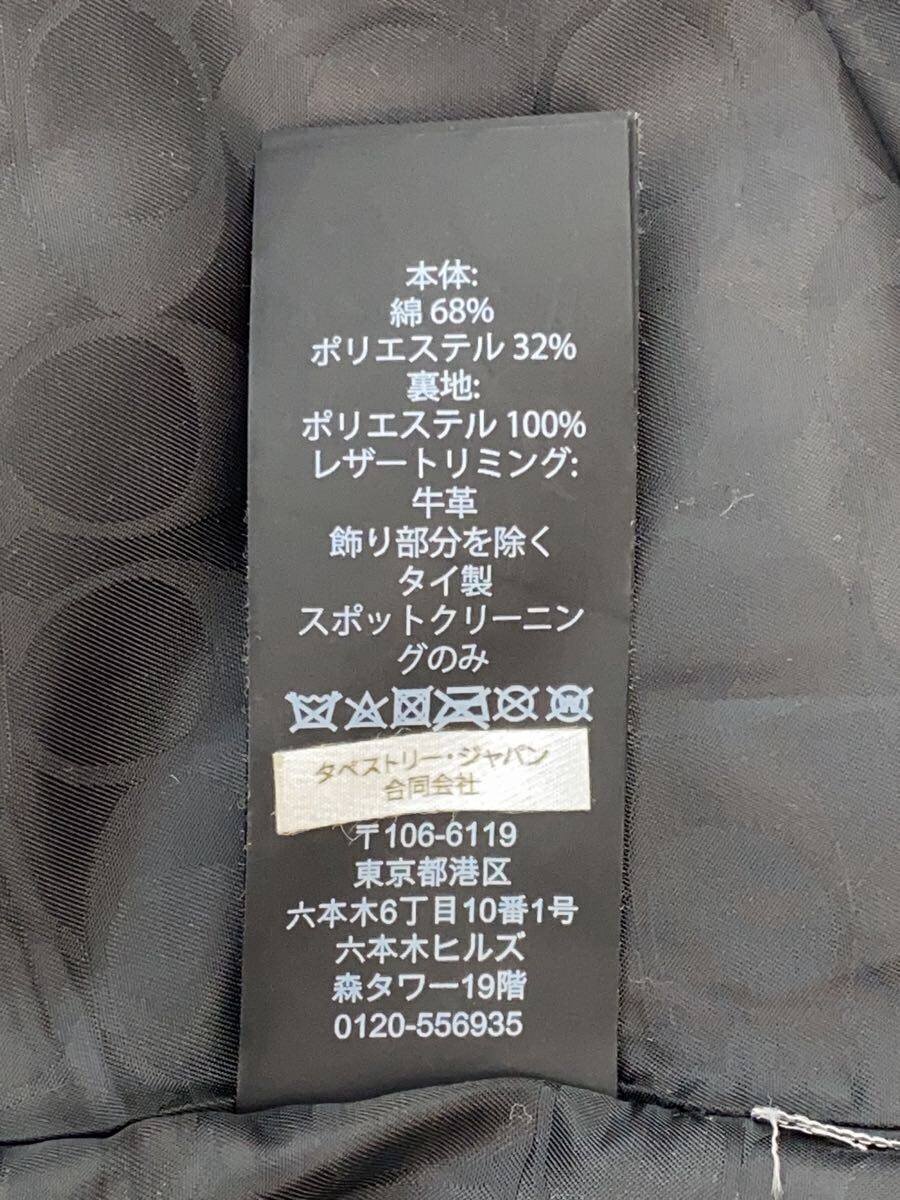 本体:
綿 68%
ポリエステル 32%
裏地:
ポリエステル 100%
レザートリミング:
牛革
飾り部分を除く
タイ製
スポットクリーニン
グのみ
タペストリー・ジャパン
合同会社
〒106-6119
東京都港区
六本木6丁目10番1号
六本木ヒルズ
森タワー19階
0120-556935